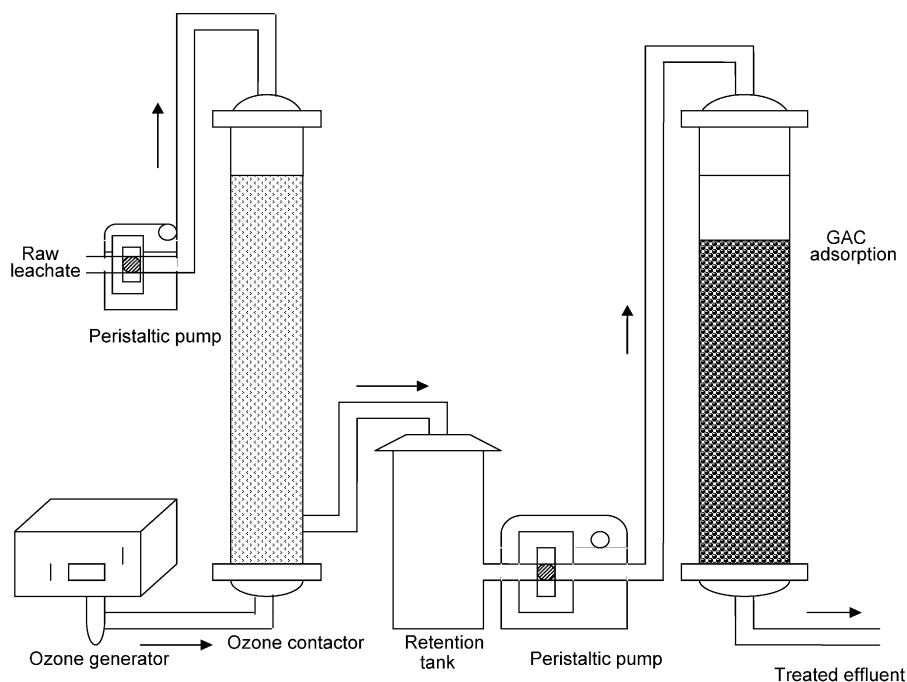 Raw
leachate
Peristaltic pump
GAC
adsorption
Ozone generator
Ozone contactor
Retention
tank
Peristaltic pump
Treated effluent